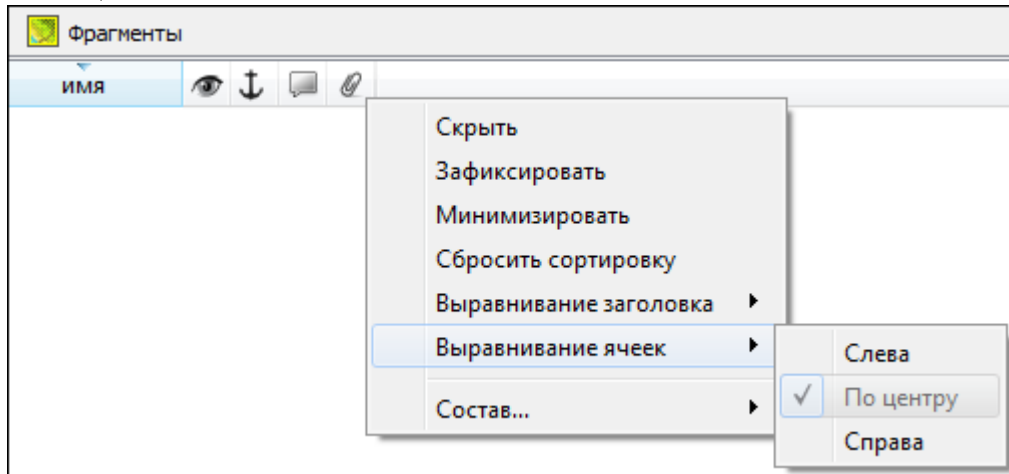 Фрагменты
имя
Скрыть
Зафиксировать
Минимизировать
Сбросить сортировку
Выравнивание заголовка
Выравнивание ячеек
Состав...
Слева
По центру
Справа